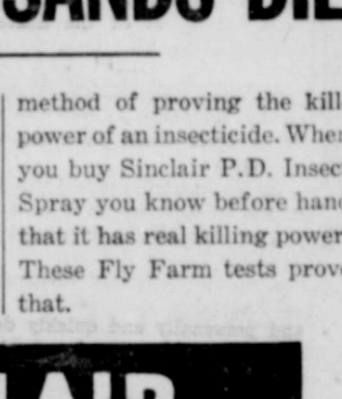 method of proving the kill
power of an insecticide. When
you buy Sinclair P.D. Insec
Spray you know before hand
that it has real killing power
These Fly Farm tests prove
that.